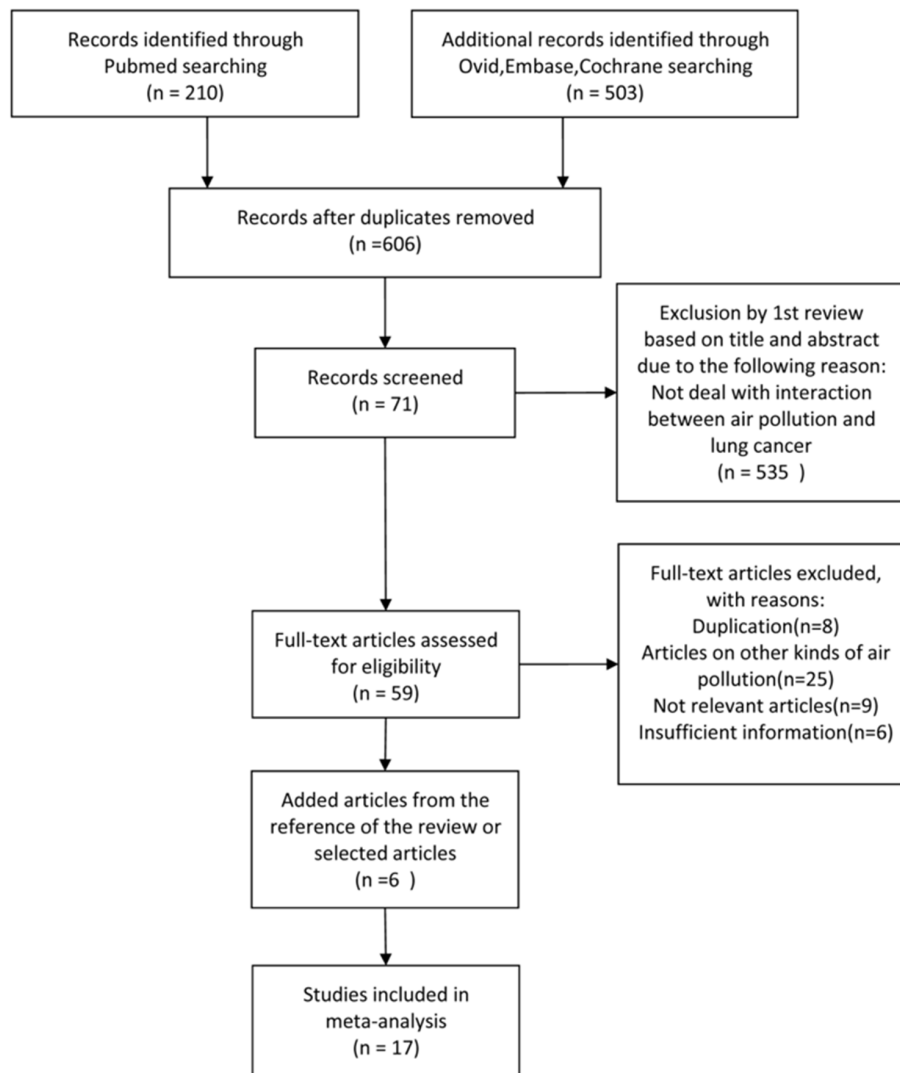 Records identified through
Pubmed searching
(n = 210)
Additional records identified through
Ovid,Embase,Cochrane searching
(n = 503)
Records after duplicates removed
(n =606)
Exclusion by 1st review
based on title and abstract
due to the following reason:
Not deal with interaction
between air pollution and
lung cancer
(n = 535  )
Records screened
(n = 71)
Full-text articles excluded,
with reasons:
Duplication(n=8)
Articles on other kinds of air
pollution(n=25)
Not relevant articles(n=9)
Insufficient information(n=6)
Full-text articles assessed
for eligibility
(n = 59)
Added articles from the
reference of the review or
selected articles
(n =6  )
Studies included in
meta-analysis
(n = 17)